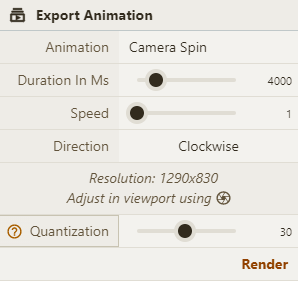 Export Animation
Animation Camera Spin
Duration In Ms 4000
Speed 1
Direction Clockwise
Resolution: 1290x830
Adjust in viewport using
Quantization 30
Render